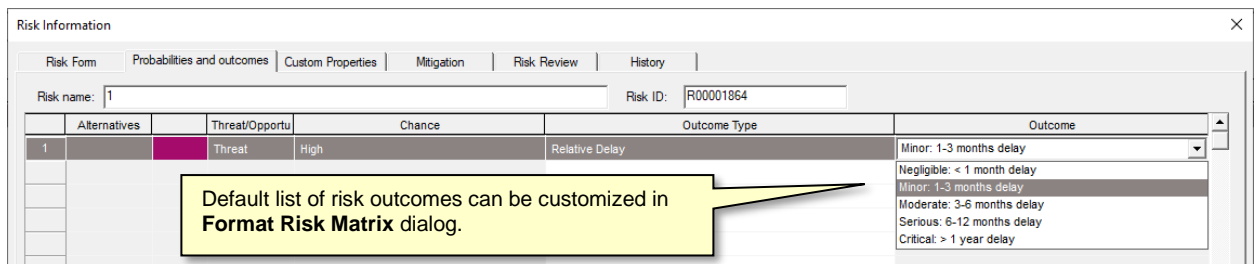 Risk Information
Risk Form Probabilities and outcomes Custom Properties Mitigation Risk Review History
Risk name: 1 Risk ID: R00001864
Alternatives Threat/Opportu Chance Outcome Type Outcome
1 Threat High Relative Delay Minor: 1-3 months delay
Negligible: < 1 month delay
Minor: 1-3 months delay
Moderate: 3-6 months delay
Serious: 6-12 months delay
Critical: > 1 year delay
Default list of risk outcomes can be customized in
Format Risk Matrix dialog.